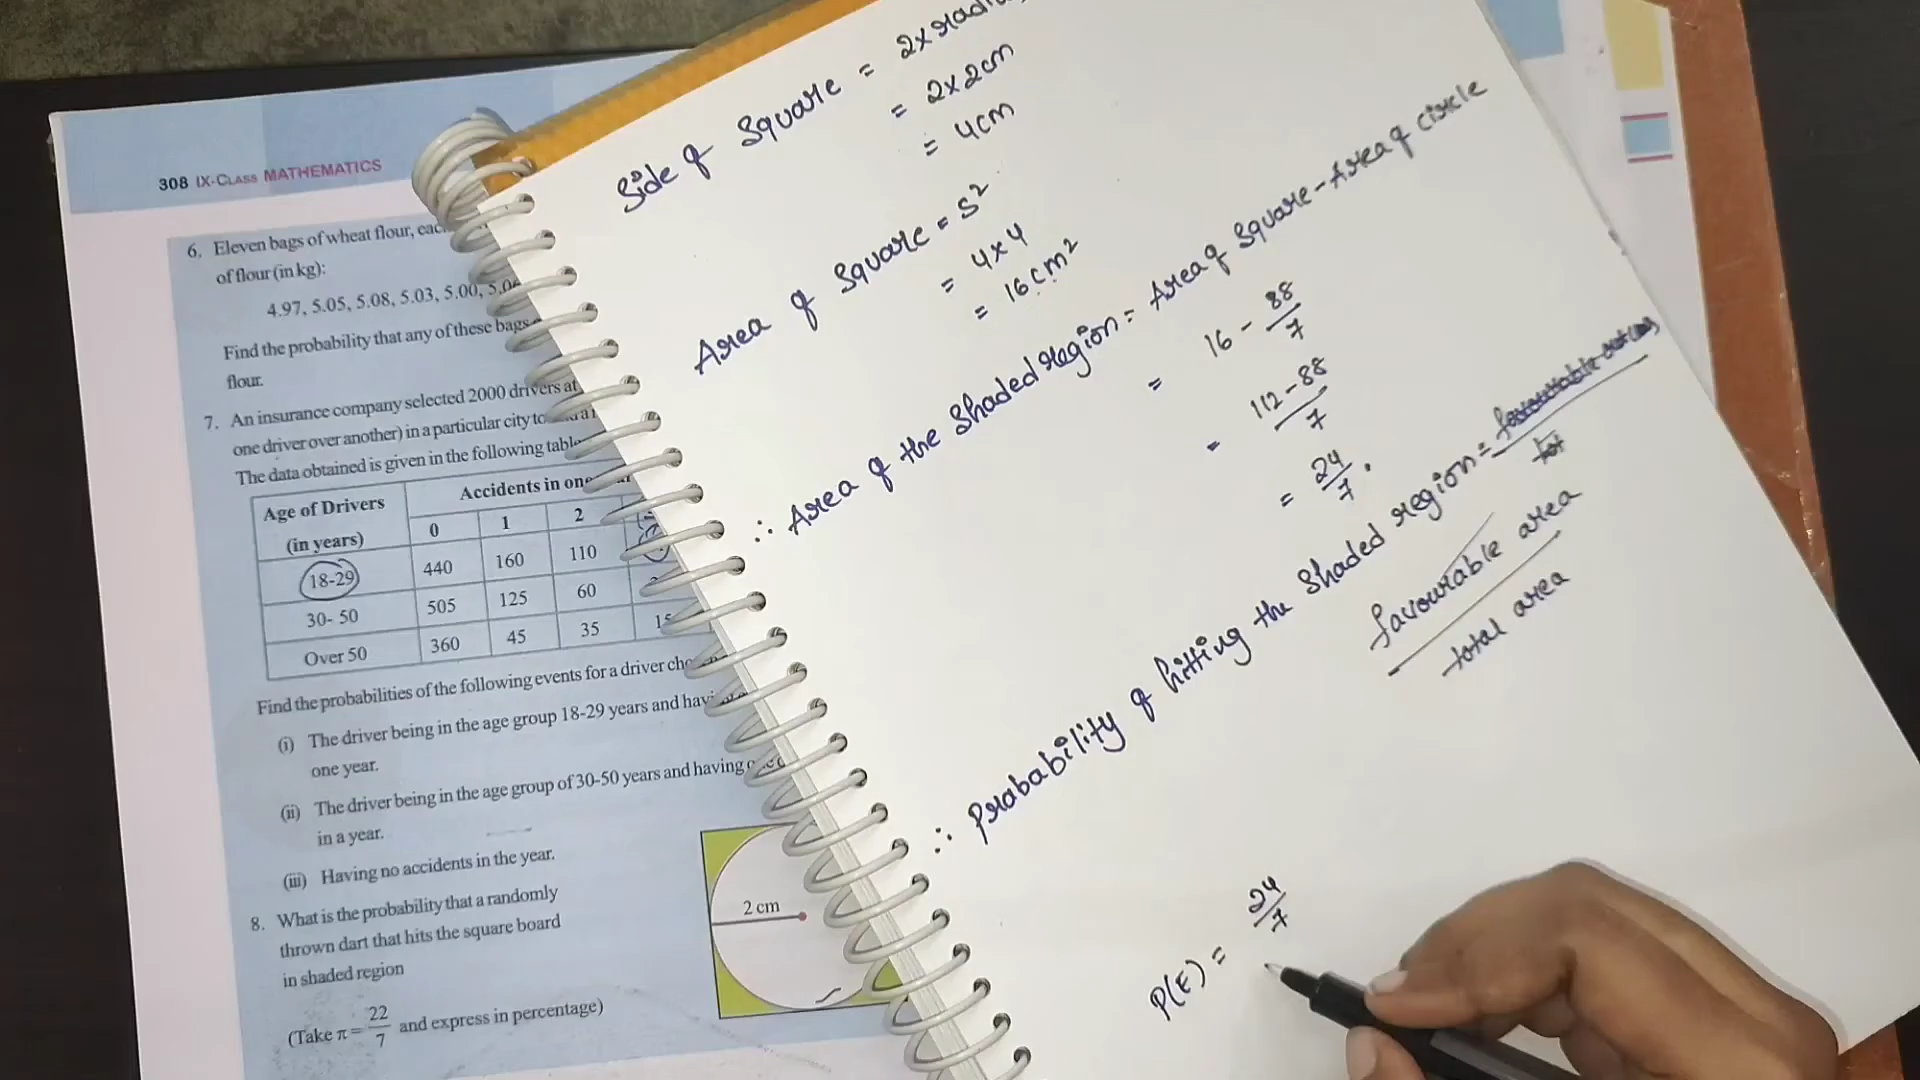 308 IX-CLASS MATHEMATICS
6. Eleven bags of wheat flour,
of flour (in kg):
4.97, 5.05, 5.08, 5.03, 5.00,
Find the probability that any of these bags
flour.
7. An insurance company selected 2000 drivers at
one driver over another) in a particular city to
The data obtained is given in the following
Age of Drivers (in years) Accidents in
0 1 2
18-29 440 160 110
30- 50 505 125 60
Over 50 360 45 35
Find the probabilities of the following events for a driver
(i) The driver being in the age group 18-29 years and
one year.
(ii) The driver being in the age group of 30-50 years and having
in a year.
(iii) Having no accidents in the year.
8. What is the probability that a randomly
thrown dart that hits the square board
in shaded region
(Take π = 22/7 and express in percentage)
2 cm
Side of Square =
= 2x2cm
= 4cm
Area of Square = S²
= 4x4
= 16cm²
∴ Area of the Shaded region = Area of Square - Area of circle
= 16 - 88/7
= 112-88/7
= 24/7.
∴ Probability of hitting the Shaded region =
favourable area
total area
P(E) = 24/7